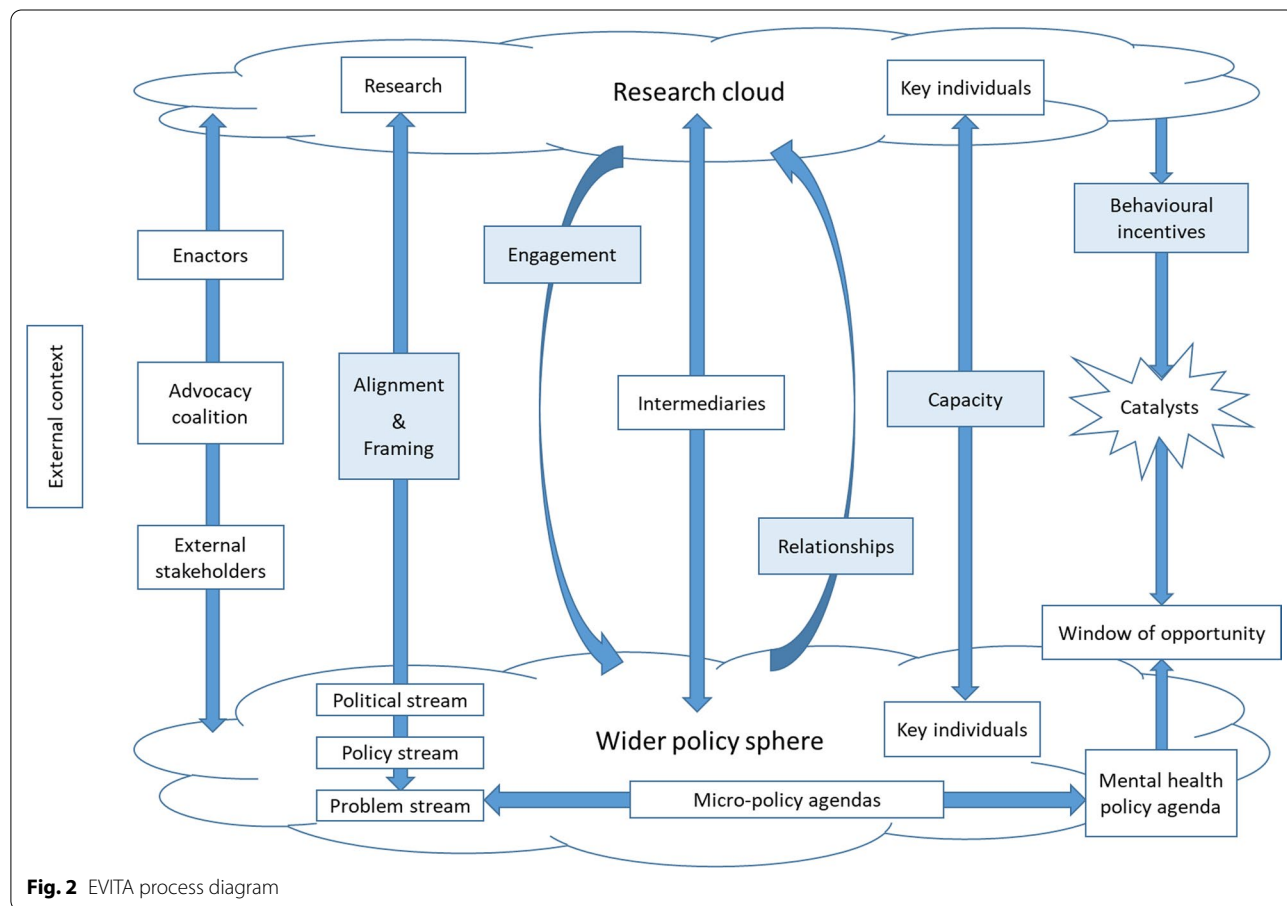 Research
Research cloud
Key individuals
Behavioural
incentives
Enactors
Engagement
External context
Advocacy
coalition
Alignment
&
Framing
Intermediaries
Capacity
Catalysts
External
stakeholders
Relationships
Window of opportunity
Political stream
Policy stream
Problem stream
Wider policy sphere
Key individuals
Micro-policy agendas
Mental health
policy agenda
Fig. 2 EVITA process diagram